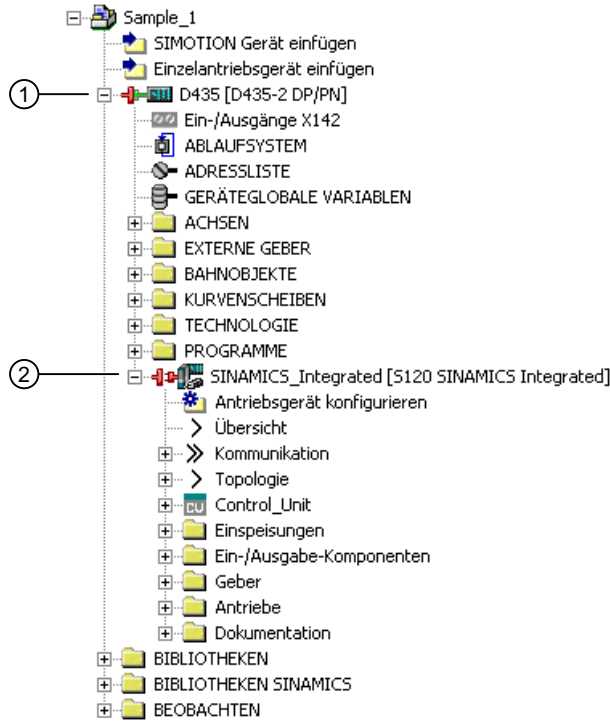 Sample_1
SIMOTION Gerät einfügen
Einzelantriebsgerät einfügen
1 D435 [D435-2 DP/PN]
Ein-/Ausgänge X142
ABLAUFSYSTEM
ADRESSLISTE
GERÄTEGLOBALE VARIABLEN
ACHSEN
EXTERNE GEBER
BAHNOBJEKTE
KURVENSCHEIBEN
TECHNOLOGIE
PROGRAMME
2 SINAMICS_Integrated [S120 SINAMICS Integrated]
Antriebsgerät konfigurieren
Übersicht
Kommunikation
Topologie
CU Control_Unit
Einspeisungen
Ein-/Ausgabe-Komponenten
Geber
Antriebe
Dokumentation
BIBLIOTHEKEN
BIBLIOTHEKEN SINAMICS
BEOBACHTEN